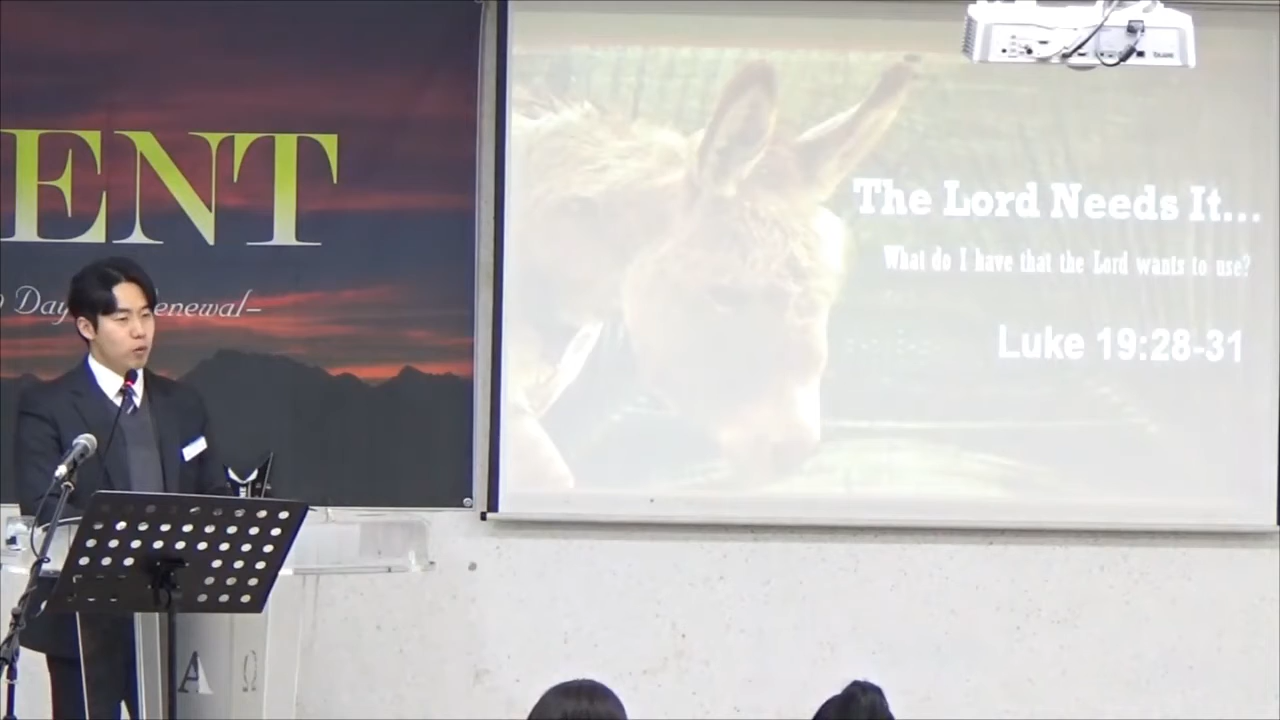 ENT
Day
enewal–
The Lord Needs It...
What do I have that the Lord wants to use?
Luke 19:28-31
Α Ω